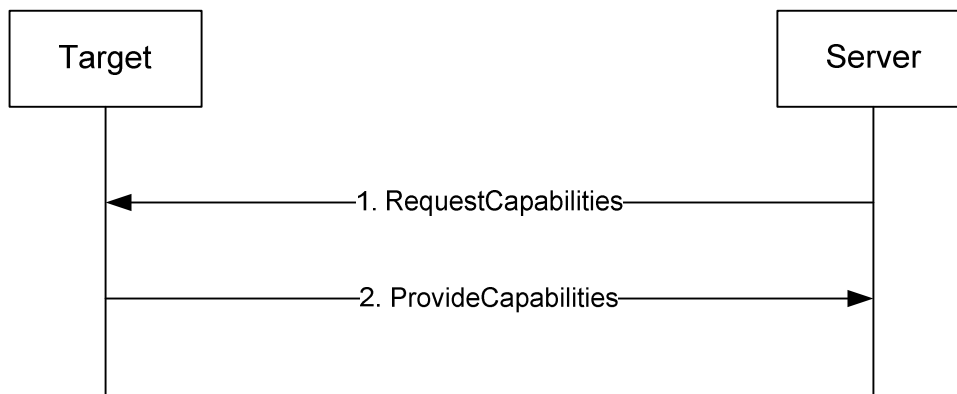 Target
Server
1. RequestCapabilities
2. ProvideCapabilities